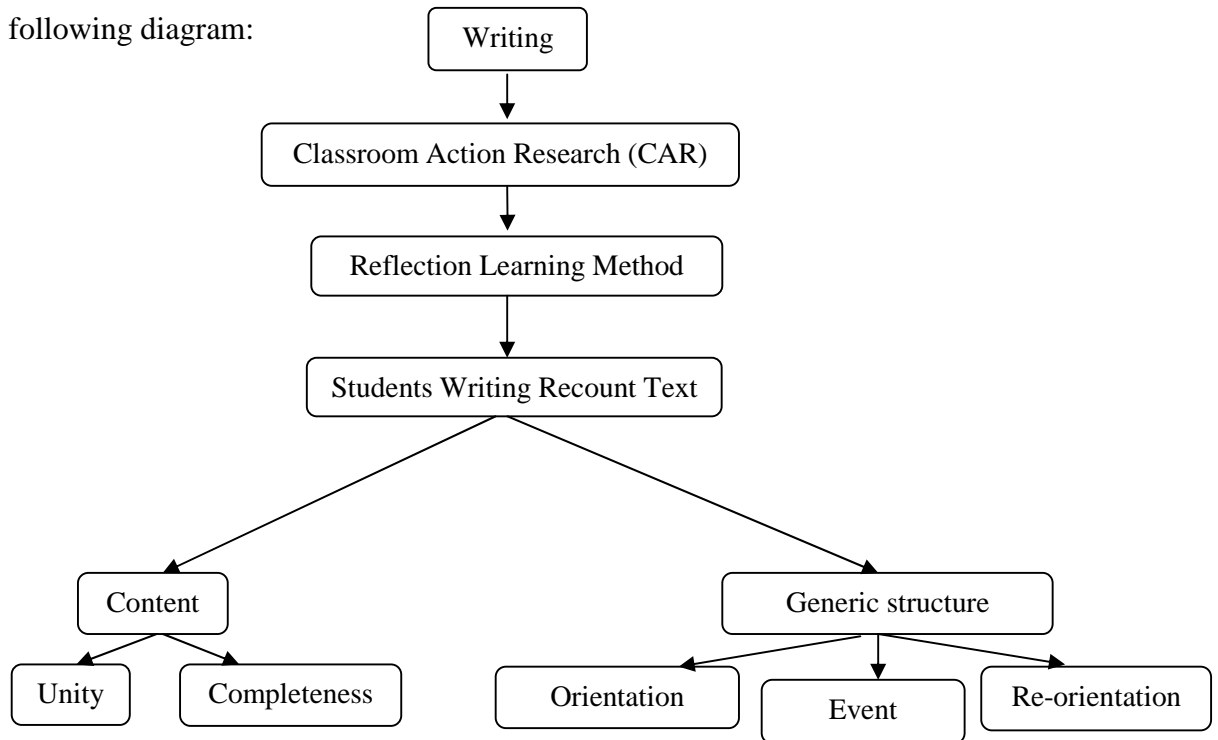 following diagram:
Writing
Classroom Action Research (CAR)
Reflection Learning Method
Students Writing Recount Text
Content
Generic structure
Unity
Completeness
Orientation
Event
Re-orientation